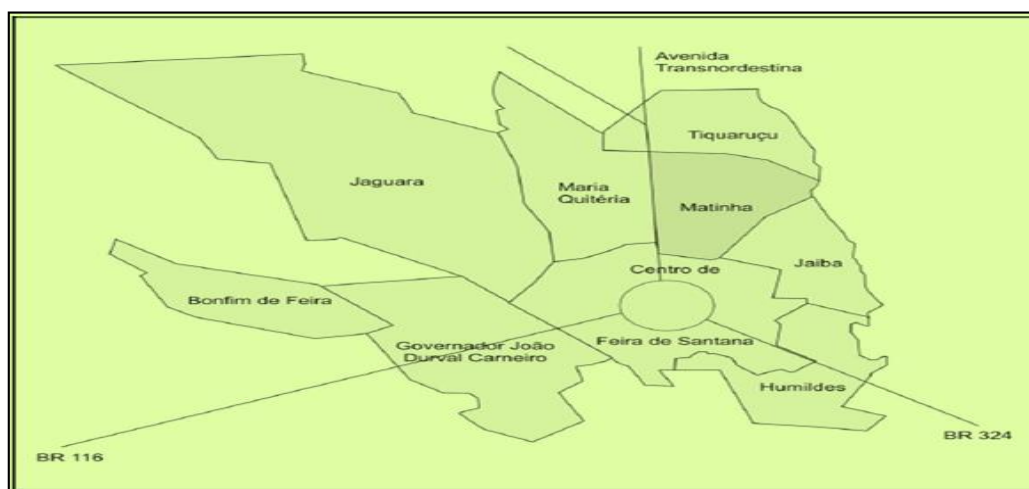 Avenida
Transnordestina
Tiquaruçu
Jaguara
Maria
Quitéria
Matinha
Jaíba
Centro de
Bonfim de Feira
Feira de Santana
Governador João
Durval Carneiro
Humildes
BR 324
BR 116